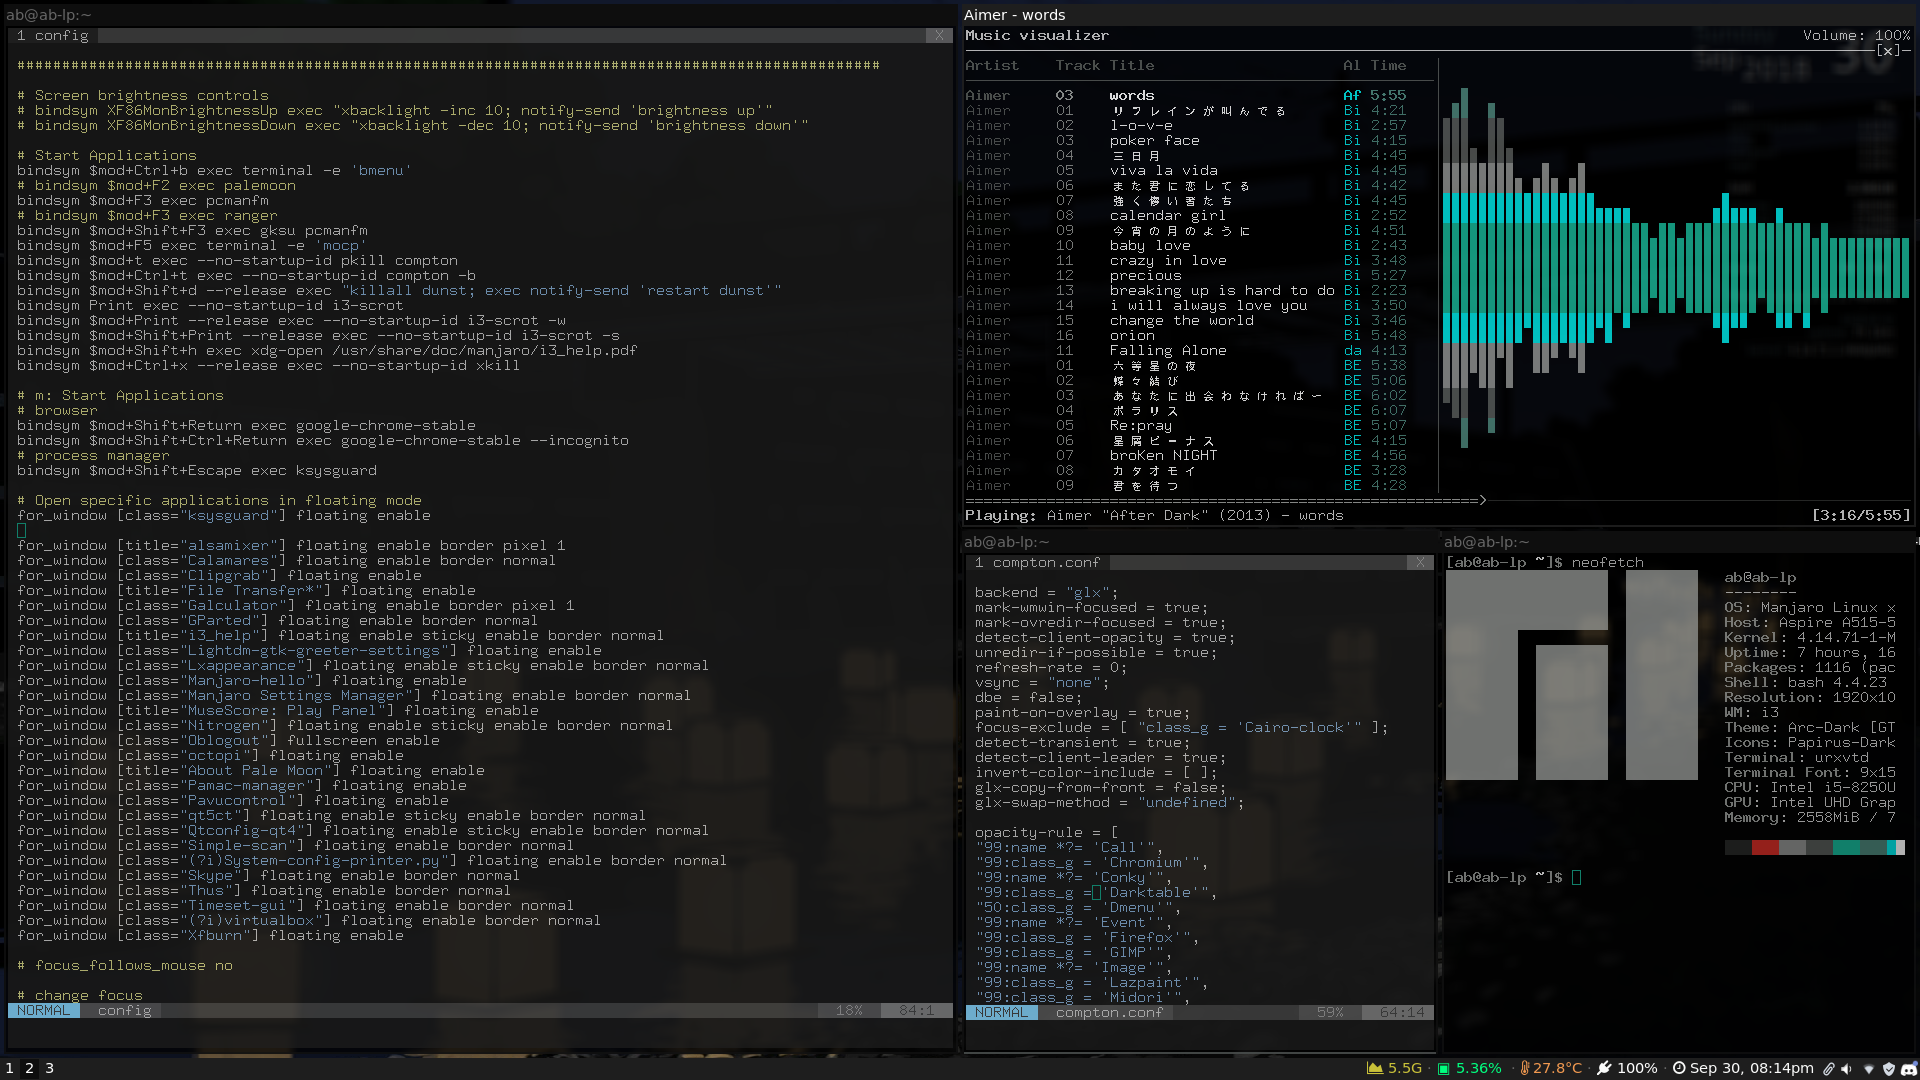 ab@ab-lp:~
1 config X
################################################################################################
# Screen brightness controls
# bindsym XF86MonBrightnessUp exec "xbacklight -inc 10; notify-send 'brightness up'"
# bindsym XF86MonBrightnessDown exec "xbacklight -dec 10; notify-send 'brightness down'"
# Start Applications
bindsym $mod+Ctrl+b exec terminal -e 'bmenu'
# bindsym $mod+F2 exec palemoon
bindsym $mod+F3 exec pcmanfm
# bindsym $mod+F3 exec ranger
bindsym $mod+Shift+F3 exec gksu pcmanfm
bindsym $mod+F5 exec terminal -e 'mocp'
bindsym $mod+t exec --no-startup-id pkill compton
bindsym $mod+Ctrl+t exec --no-startup-id compton -b
bindsym $mod+Shift+d --release exec "killall dunst; exec notify-send 'restart dunst'"
bindsym Print exec --no-startup-id i3-scrot
bindsym $mod+Print --release exec --no-startup-id i3-scrot -w
bindsym $mod+Shift+Print --release exec --no-startup-id i3-scrot -s
bindsym $mod+Shift+h exec xdg-open /usr/share/doc/manjaro/i3_help.pdf
bindsym $mod+Ctrl+x --release exec --no-startup-id xkill
# m: Start Applications
# browser
bindsym $mod+Shift+Return exec google-chrome-stable
bindsym $mod+Shift+Ctrl+Return exec google-chrome-stable --incognito
# process manager
bindsym $mod+Shift+Escape exec ksysguard
# Open specific applications in floating mode
for_window [class="ksysguard"] floating enable
for_window [title="alsamixer"] floating enable border pixel 1
for_window [class="Calamares"] floating enable border normal
for_window [class="Clipgrab"] floating enable
for_window [title="File Transfer*"] floating enable
for_window [class="Galculator"] floating enable border pixel 1
for_window [class="GParted"] floating enable border normal
for_window [title="i3_help"] floating enable sticky enable border normal
for_window [class="Lightdm-gtk-greeter-settings"] floating enable
for_window [class="Lxappearance"] floating enable sticky enable border normal
for_window [class="Manjaro-hello"] floating enable
for_window [class="Manjaro Settings Manager"] floating enable border normal
for_window [title="MuseScore: Play Panel"] floating enable
for_window [class="Nitrogen"] floating enable sticky enable border normal
for_window [class="Oblogout"] fullscreen enable
for_window [class="octopi"] floating enable
for_window [title="About Pale Moon"] floating enable
for_window [class="Pamac-manager"] floating enable
for_window [class="Pavucontrol"] floating enable
for_window [class="qt5ct"] floating enable sticky enable border normal
for_window [class="Qtconfig-qt4"] floating enable sticky enable border normal
for_window [class="Simple-scan"] floating enable border normal
for_window [class="(?i)System-config-printer.py"] floating enable border normal
for_window [class="Skype"] floating enable border normal
for_window [class="Thus"] floating enable border normal
for_window [class="Timeset-gui"] floating enable border normal
for_window [class="(?i)virtualbox"] floating enable border normal
for_window [class="Xfburn"] floating enable
# focus_follows_mouse no
# change focus
NORMAL config 18% 84:1
Aimer - words
Music visualizer Volume: 100%
[x]
Artist Track Title Al Time
Aimer 03 words Af 5:55
Aimer 01 リフレインが叫んでる Bi 4:21
Aimer 02 l-o-v-e Bi 2:57
Aimer 03 poker face Bi 4:15
Aimer 04 三日月 Bi 4:45
Aimer 05 viva la vida Bi 4:45
Aimer 06 また君に恋してる Bi 4:42
Aimer 07 強く儚い者たち Bi 4:45
Aimer 08 calendar girl Bi 2:52
Aimer 09 今宵の月のように Bi 4:51
Aimer 10 baby love Bi 2:43
Aimer 11 crazy in love Bi 3:48
Aimer 12 precious Bi 5:27
Aimer 13 breaking up is hard to do Bi 2:23
Aimer 14 i will always love you Bi 3:50
Aimer 15 change the world Bi 3:46
Aimer 16 orion Bi 5:48
Aimer 11 Falling Alone da 4:13
Aimer 01 六等星の夜 BE 5:38
Aimer 02 蝶々結び BE 5:06
Aimer 03 あなたに出会わなければー BE 6:02
Aimer 04 ポラリス BE 6:07
Aimer 05 Re:pray BE 5:07
Aimer 06 星屑ビーナス BE 4:15
Aimer 07 broKen NIGHT BE 4:56
Aimer 08 カタオモイ BE 3:28
Aimer 09 君を待つ BE 4:28
Playing: Aimer "After Dark" (2013) - words [3:16/5:55]
ab@ab-lp:~
1 compton.conf X
backend = "glx";
mark-wmwin-focused = true;
mark-ovredir-focused = true;
detect-client-opacity = true;
unredir-if-possible = true;
refresh-rate = 0;
vsync = "none";
dbe = false;
paint-on-overlay = true;
focus-exclude = [ "class_g = 'Cairo-clock'" ];
detect-transient = true;
detect-client-leader = true;
invert-color-include = [ ];
glx-copy-from-front = false;
glx-swap-method = "undefined";
opacity-rule = [
"99:name *?= 'Call'",
"99:class_g = 'Chromium'",
"99:name *?= 'Conky'",
"99:class_g = 'Darktable'",
"50:class_g = 'Dmenu'",
"99:name *?= 'Event'",
"99:class_g = 'Firefox'",
"99:class_g = 'GIMP'",
"99:name *?= 'Image'",
"99:class_g = 'Lazpaint'",
"99:class_g = 'Midori'",
NORMAL compton.conf 59% 64:14
ab@ab-lp:~
[ab@ab-lp ~]$ neofetch
ab@ab-lp
--------
OS: Manjaro Linux x
Host: Aspire A515-5
Kernel: 4.14.71-1-M
Uptime: 7 hours, 16
Packages: 1116 (pac
Shell: bash 4.4.23
Resolution: 1920x10
WM: i3
Theme: Arc-Dark [GT
Icons: Papirus-Dark
Terminal: urxvtd
Terminal Font: 9x15
CPU: Intel i5-8250U
GPU: Intel UHD Grap
Memory: 2558MiB / 7
[ab@ab-lp ~]$
1 2 3
5.5G · 5.36% · 27.8°C · 100% · Sep 30, 08:14pm